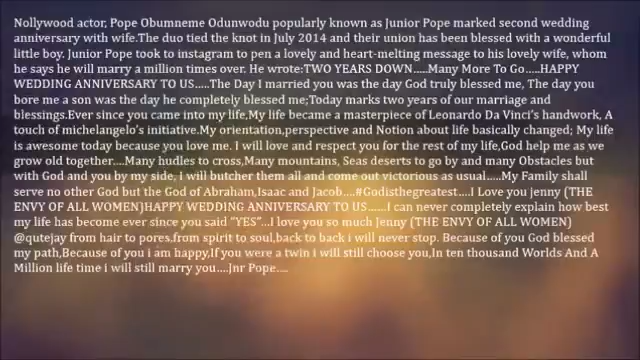 Nollywood actor, Pope Obumneme Odunwodu popularly known as Junior Pope marked second wedding
anniversary with wife.The duo tied the knot in July 2014 and their union has been blessed with a wonderful
little boy. Junior Pope took to instagram to pen a lovely and heart-melting message to his lovely wife, whom
he says he will marry a million times over. He wrote:TWO YEARS DOWN.....Many More To Go.....HAPPY
WEDDING ANNIVERSARY TO US.....The Day I married you was the day God truly blessed me, The day you
bore me a son was the day he completely blessed me;Today marks two years of our marriage and
blessings.Ever since you came into my life,My life became a masterpiece of Leonardo Da Vinci's handwork, A
touch of michelangelo's initiative.My orientation,perspective and Notion about life basically changed; My life
is awesome today because you love me. I will love and respect you for the rest of my life,God help me as we
grow old together....Many hudles to cross,Many mountains, Seas deserts to go by and many Obstacles but
with God and you by my side, i will butcher them all and come out victorious as usual.....My Family shall
serve no other God but the God of Abraham,Isaac and Jacob....#Godisthegreatest.....I Love you jenny (THE
ENVY OF ALL WOMEN)HAPPY WEDDING ANNIVERSARY TO US......I can never completely explain how best
my life has become ever since you said “YES”...I love you so much Jenny (THE ENVY OF ALL WOMEN)
@qutejay from hair to pores,from spirit to soul,back to back i will never stop. Because of you God blessed
my path,Because of you i am happy,If you were a twin i will still choose you,In ten thousand Worlds And A
Million life time i will still marry you....Jnr Pope....